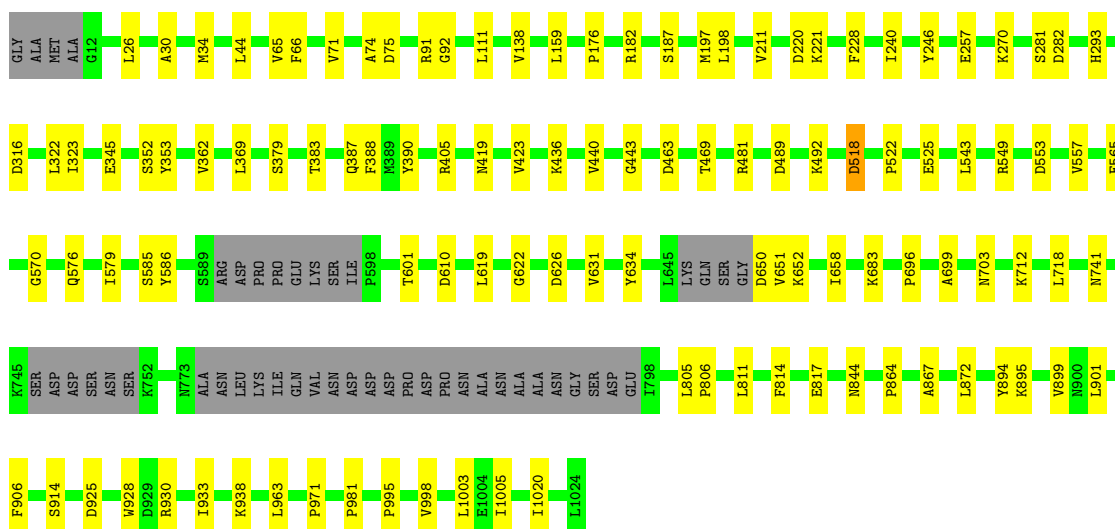 GLY ALA MET ALA G12 L26 A30 M34 L44 V65 F66 V71 A74 D75 R91 G92 L111 V138 L159 P176 R182 S187 M197 L198 V211 D220 K221 F228 I240 Y246 E257 K270 S281 D282 H293
D316 L322 I323 E345 S352 Y353 V362 L369 S379 T383 Q387 F388 M389 Y390 R405 N419 V423 K436 V440 G443 D463 T469 R481 D489 K492 D518 P522 E525 L543 R549 D553 V557
G570 Q576 I579 S585 Y586 S589 ARG ASP PRO PRO GLU LYS SER ILE P598 T601 D610 L619 G622 D626 V631 Y634 L645 LYS GLN SER GLY D650 V651 K652 I658 K683 P696 A699 N703 K712 L718 N741
K745 SER ASP ASP SER ASN SER K752 N773 ALA ASN LEU LYS ILE GLN VAL ASN ASP ASP ASP PRO ASP PRO ASN ALA ASN ALA ALA ASN GLY SER ASP GLU I798 L805 P806 L811 F814 E817 N844 P864 A867 L872 Y894 K895 V899 N900 L901
F906 S914 D925 W928 D929 R930 I933 K938 L963 P971 P981 P995 V998 L1003 E1004 I1005 I1020 L1024